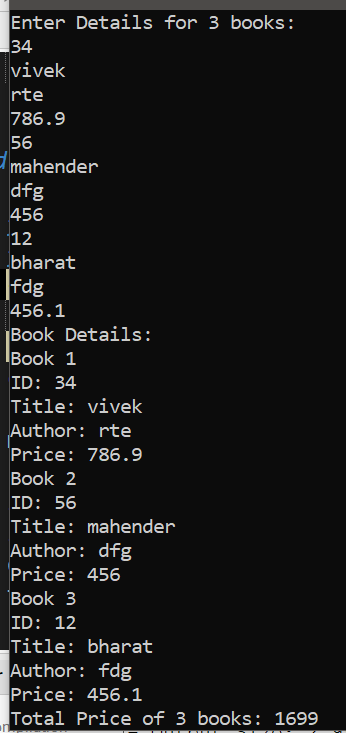 Enter Details for 3 books:
34
vivek
rte
786.9
56
mahender
dfg
456
12
bharat
fdg
456.1
Book Details:
Book 1
ID: 34
Title: vivek
Author: rte
Price: 786.9
Book 2
ID: 56
Title: mahender
Author: dfg
Price: 456
Book 3
ID: 12
Title: bharat
Author: fdg
Price: 456.1
Total Price of 3 books: 1699